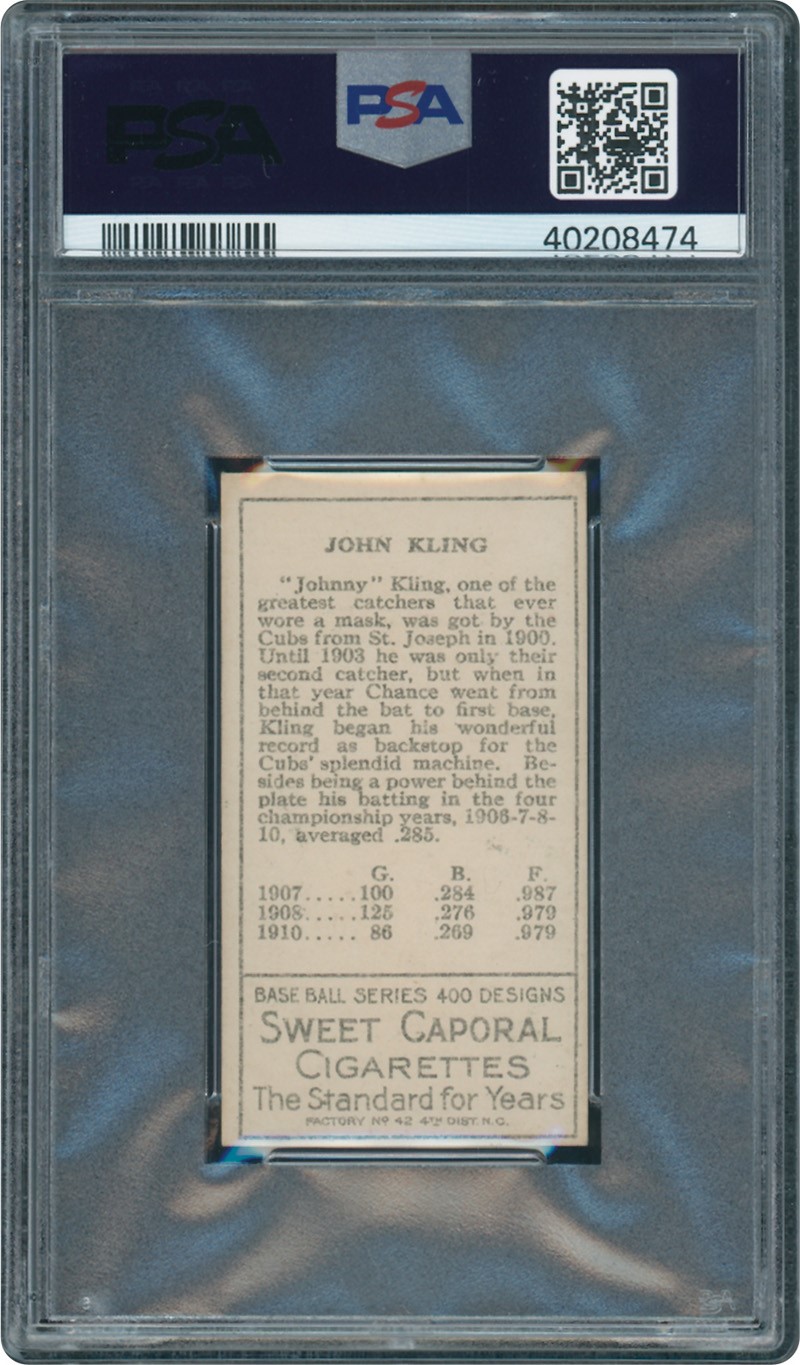 PSA
PSA
40208474
JOHN KLING
"Johnny" Kling, one of the
greatest catchers that ever
wore a mask, was got by the
Cubs from St. Joseph in 1900.
Until 1903 he was only their
second catcher, but when in
that year Chance went from
behind the bat to first base,
Kling began his wonderful
record as backstop for the
Cubs' splendid machine. Be-
sides being a power behind the
plate his batting in the four
championship years, 1906-7-8-
10, averaged .285.
G. B. F.
1907.....100 .284 .987
1908.....125 .276 .979
1910..... 86 .269 .979
BASE BALL SERIES 400 DESIGNS
SWEET CAPORAL
CIGARETTES
The Standard for Years
FACTORY Nº 42 4TH DIST. N.C.
PSA